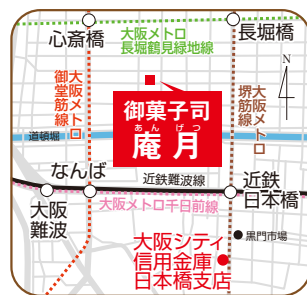 大阪メトロ
長堀鶴見緑地線
心斎橋
長堀橋
N
大阪メトロ
御堂筋線
御菓子司
あん げつ
庵月
大阪メトロ
堺筋線
道頓堀
なんば
近鉄難波線
近鉄
日本橋
大阪
難波
大阪メトロ千日前線
黒門市場
大阪シティ
信用金庫
日本橋支店